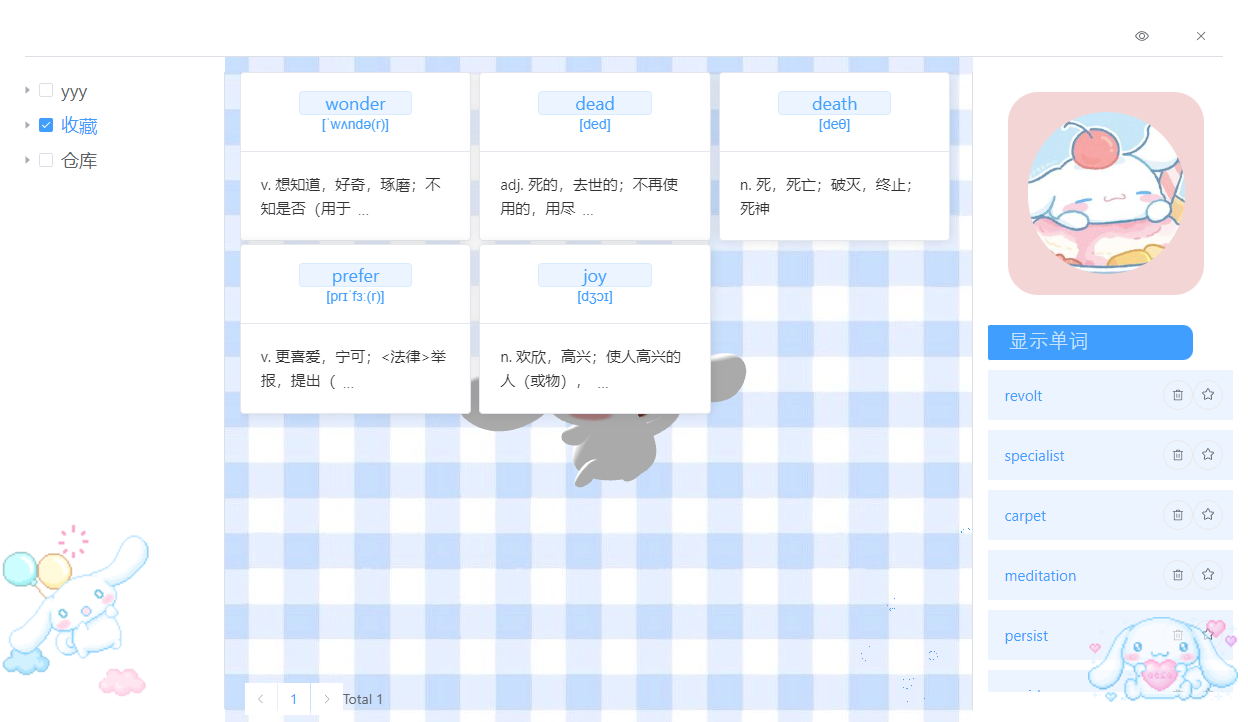 yyy
收藏
仓库
wonder
[ˈwʌndə(r)]
v. 想知道，好奇，琢磨；不
知是否（用于 ...
dead
[ded]
adj. 死的，去世的；不再使
用的，用尽 ...
death
[deθ]
n. 死，死亡；破灭，终止；
死神
prefer
[prɪˈfɜː(r)]
v. 更喜爱，宁可；<法律>举
报，提出（ ...
joy
[dʒɔɪ]
n. 欢欣，高兴；使人高兴的
人（或物）， ...
1
Total 1
显示单词
revolt
specialist
carpet
meditation
persist